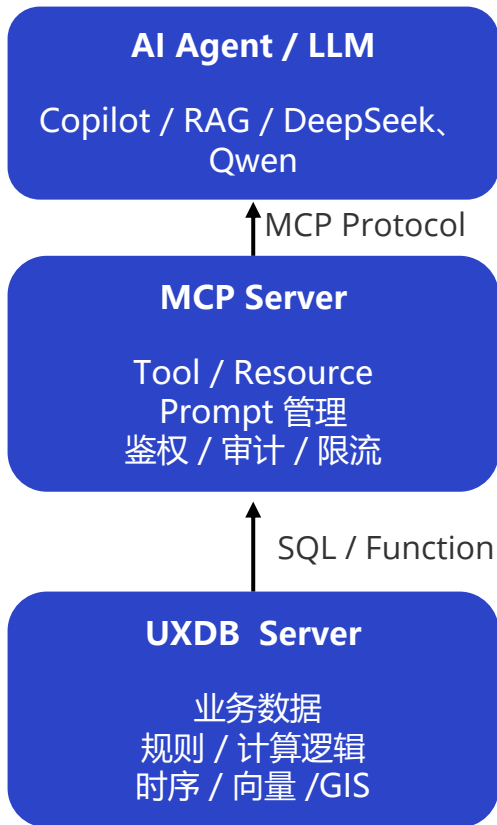 AI Agent / LLM
Copilot / RAG / DeepSeek、
Qwen
MCP Protocol
MCP Server
Tool / Resource
Prompt 管理
鉴权 / 审计 / 限流
SQL / Function
UXDB  Server
业务数据
规则 / 计算逻辑
时序 / 向量 /GIS